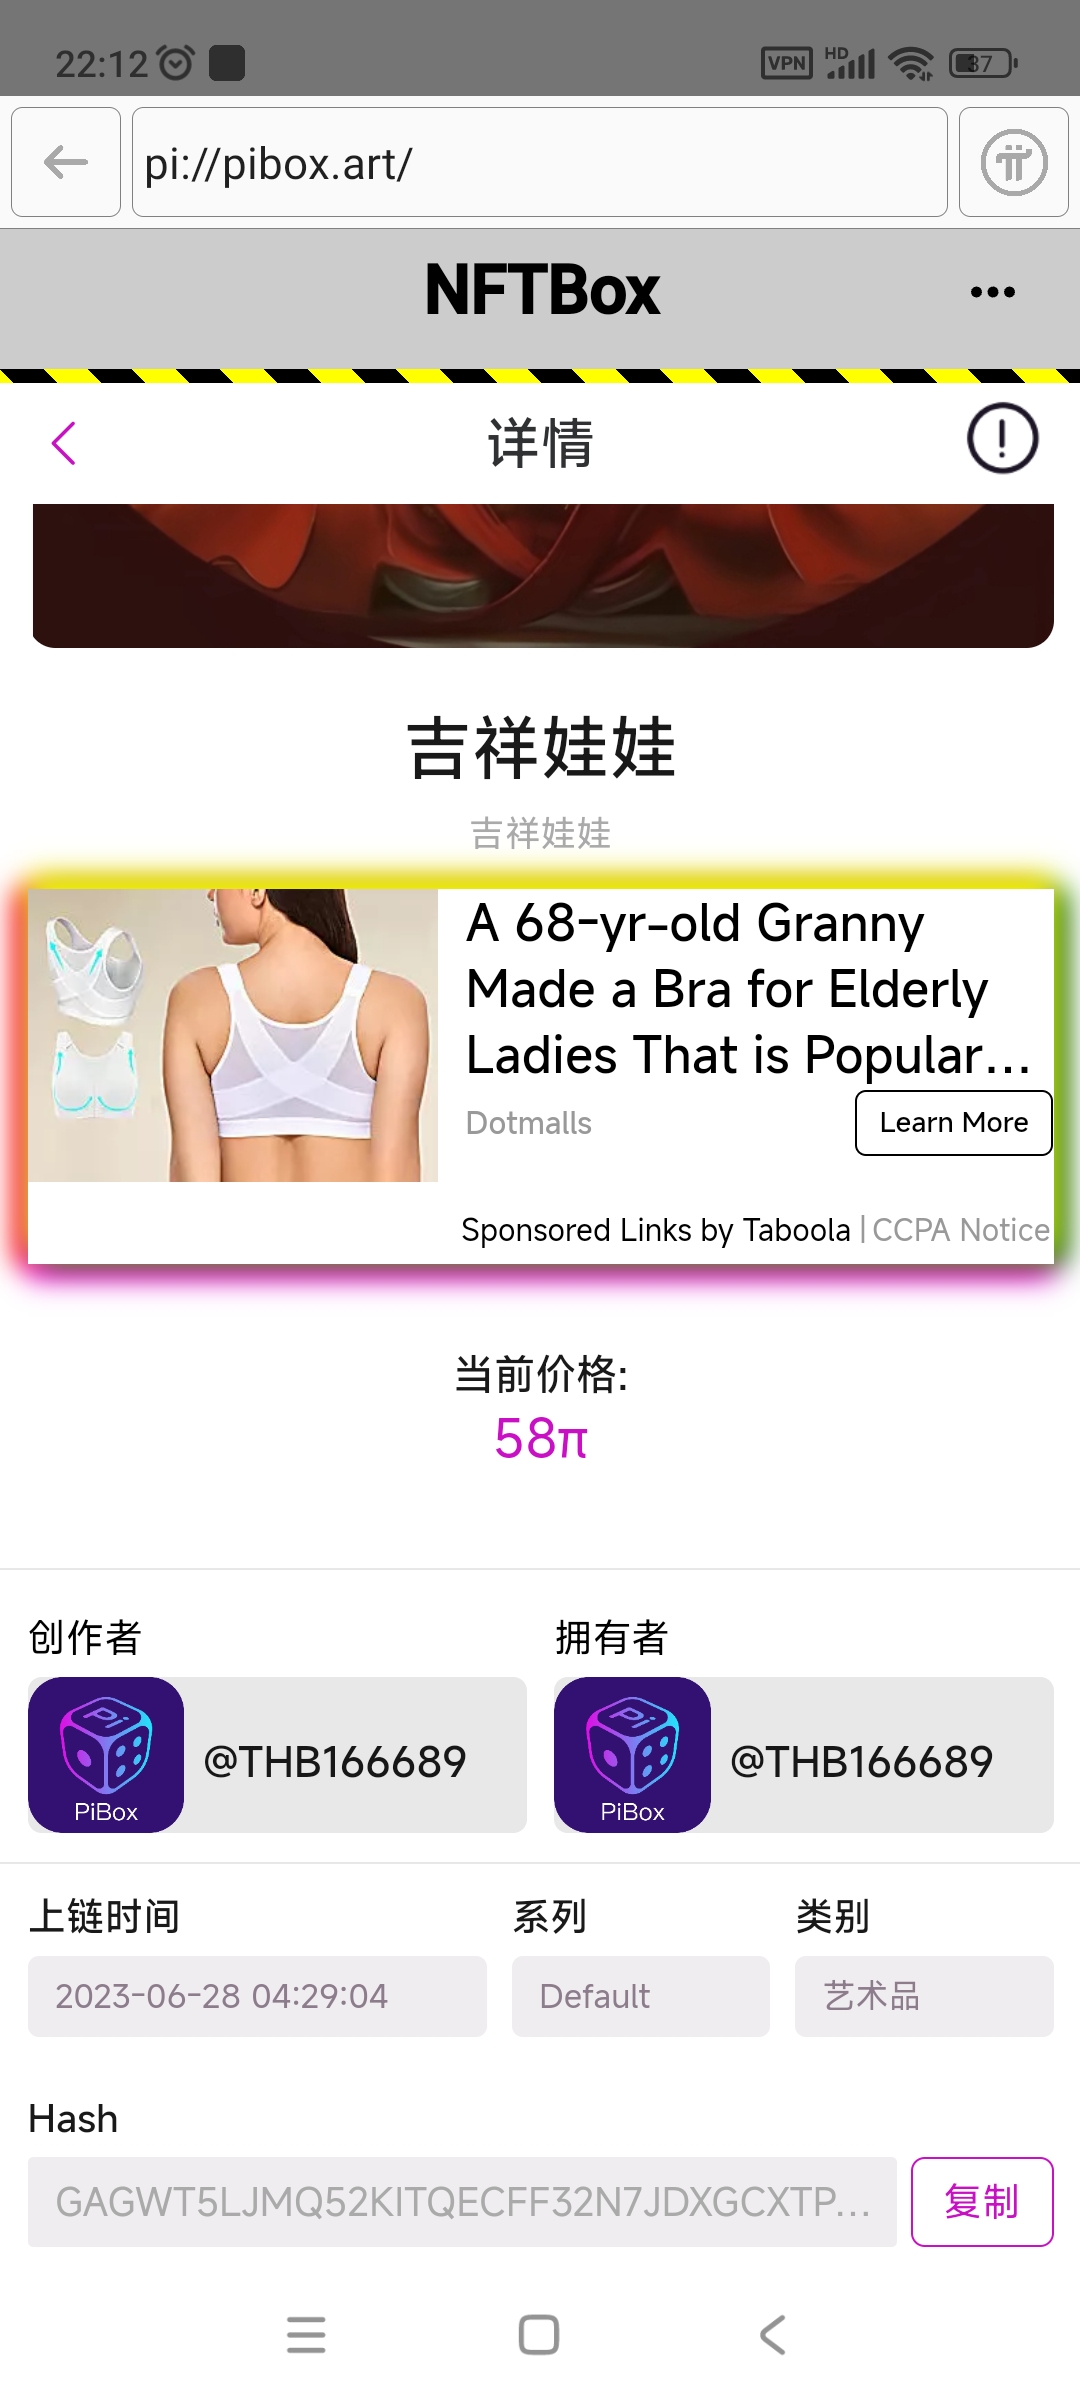 22:12
VPN HD 37
pi://pibox.art/
NFTBox
详情
吉祥娃娃
吉祥娃娃
A 68-yr-old Granny
Made a Bra for Elderly
Ladies That is Popular...
Dotmalls
Learn More
Sponsored Links by Taboola | CCPA Notice
当前价格:
58π
创作者
拥有者
PiBox
@THB166689
PiBox
@THB166689
上链时间
系列
类别
2023-06-28 04:29:04
Default
艺术品
Hash
GAGWT5LJMQ52KITQECFF32N7JDXGCXTP...
复制